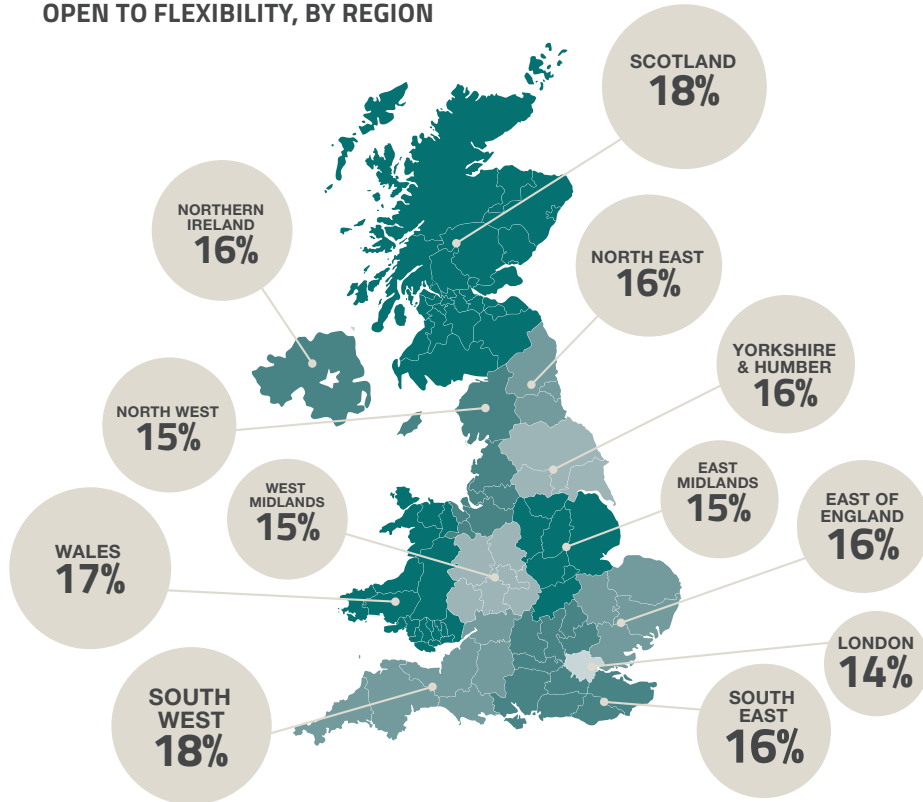 OPEN TO FLEXIBILITY, BY REGION
SCOTLAND
18%
NORTHERN
IRELAND
16%
NORTH EAST
16%
YORKSHIRE
& HUMBER
16%
NORTH WEST
15%
WEST
MIDLANDS
15%
EAST
MIDLANDS
15%
EAST OF
ENGLAND
16%
WALES
17%
LONDON
14%
SOUTH
WEST
18%
SOUTH
EAST
16%